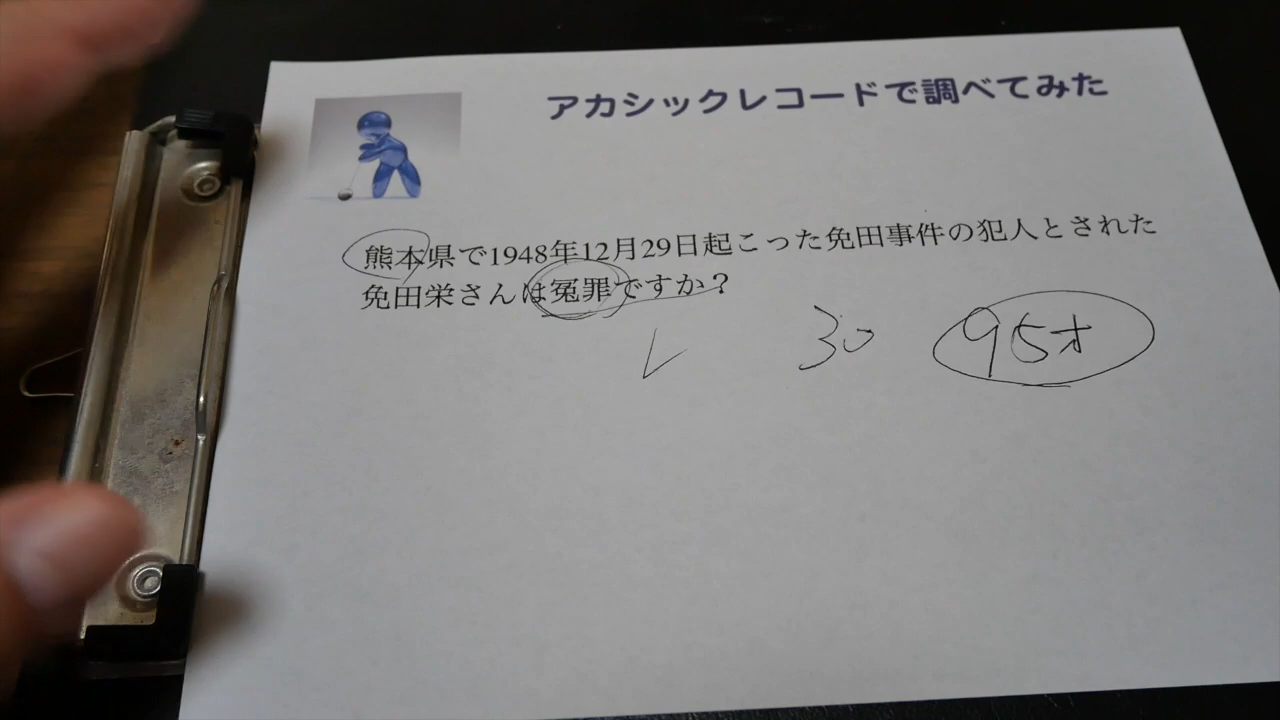 アカシックレコードで調べてみた
熊本県で1948年12月29日起こった免田事件の犯人とされた
免田栄さんは冤罪ですか？
30 95才